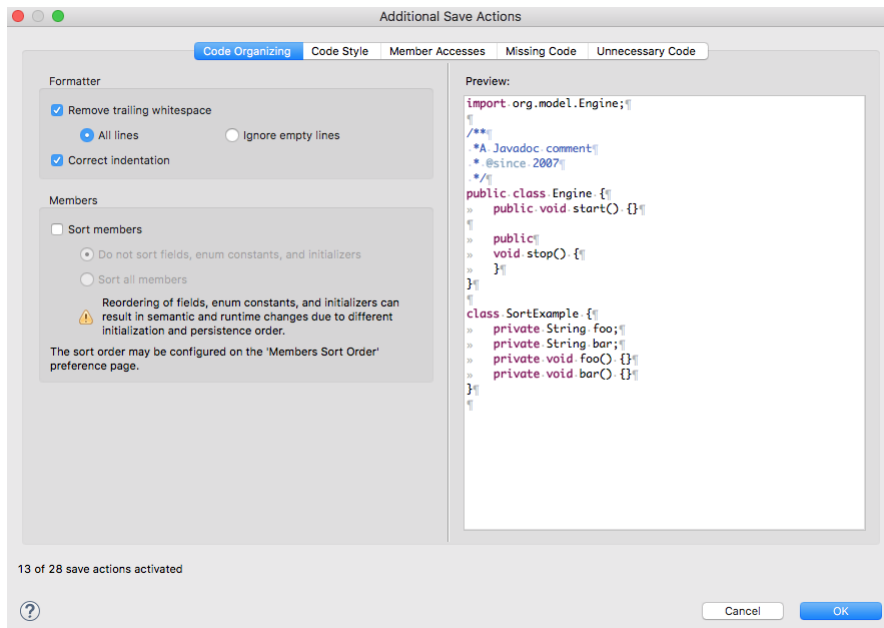 Additional Save Actions
Code Organizing
Code Style
Member Accesses
Missing Code
Unnecessary Code
Formatter
Remove trailing whitespace
All lines
Ignore empty lines
Correct indentation
Members
Sort members
Do not sort fields, enum constants, and initializers
Sort all members
Reordering of fields, enum constants, and initializers can
result in semantic and runtime changes due to different
initialization and persistence order.
The sort order may be configured on the 'Members Sort Order'
preference page.
Preview:
import·org.model.Engine;¶
¶
/**¶
·*A·Javadoc·comment¶
·*·@since·2007¶
·*/¶
public·class·Engine·{¶
»   public·void·start()·{}¶
¶
»   public¶
»   void·stop()·{¶
»   }¶
}¶
¶
class·SortExample·{¶
»   private·String·foo;¶
»   private·String·bar;¶
»   private·void·foo()·{}¶
»   private·void·bar()·{}¶
}¶
¶
13 of 28 save actions activated
?
Cancel
OK